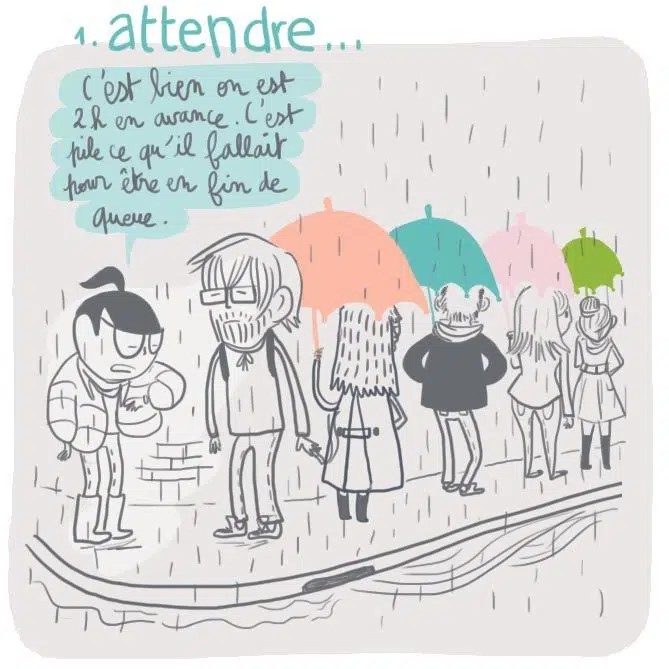 1. attendre...
C'est bien on est
2h en avance. C'est
pile ce qu'il fallait
pour être en fin de
queue.